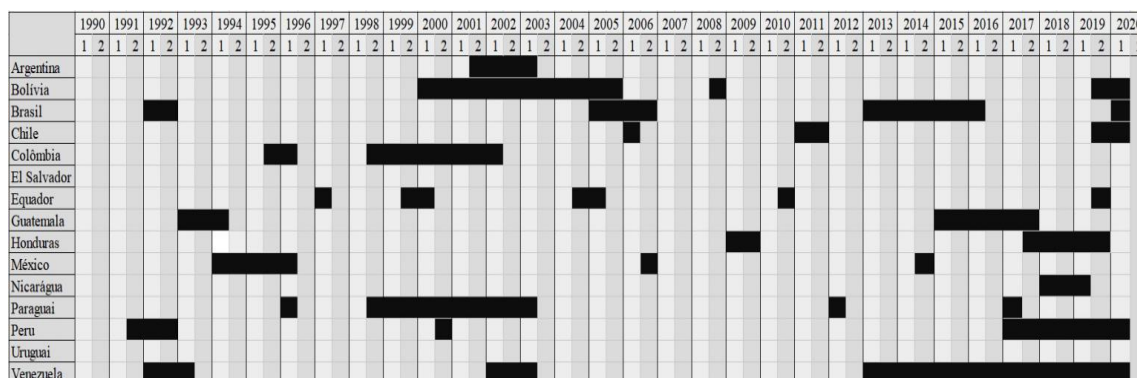 1990 1991 1992 1993 1994 1995 1996 1997 1998 1999 2000 2001 2002 2003 2004 2005 2006 2007 2008 2009 2010 2011 2012 2013 2014 2015 2016 2017 2018 2019 2020
1 2 1 2 1 2 1 2 1 2 1 2 1 2 1 2 1 2 1 2 1 2 1 2 1 2 1 2 1 2 1 2 1 2 1 2 1 2 1 2 1 2 1 2 1 2 1 2 1 2 1 2 1 2 1 2 1 2 1 2 1
Argentina
Bolívia
Brasil
Chile
Colômbia
El Salvador
Equador
Guatemala
Honduras
México
Nicarágua
Paraguai
Peru
Uruguai
Venezuela